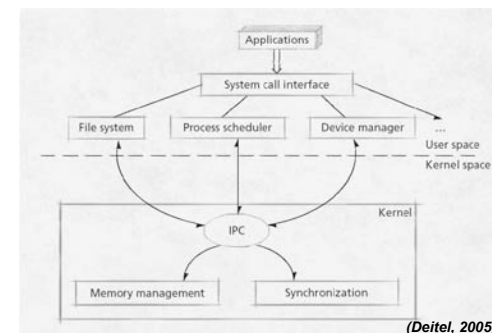 Applications
System call interface
File system
Process scheduler
Device manager
...
User space
Kernel space
Kernel
IPC
Memory management
Synchronization
(Deitel, 2005